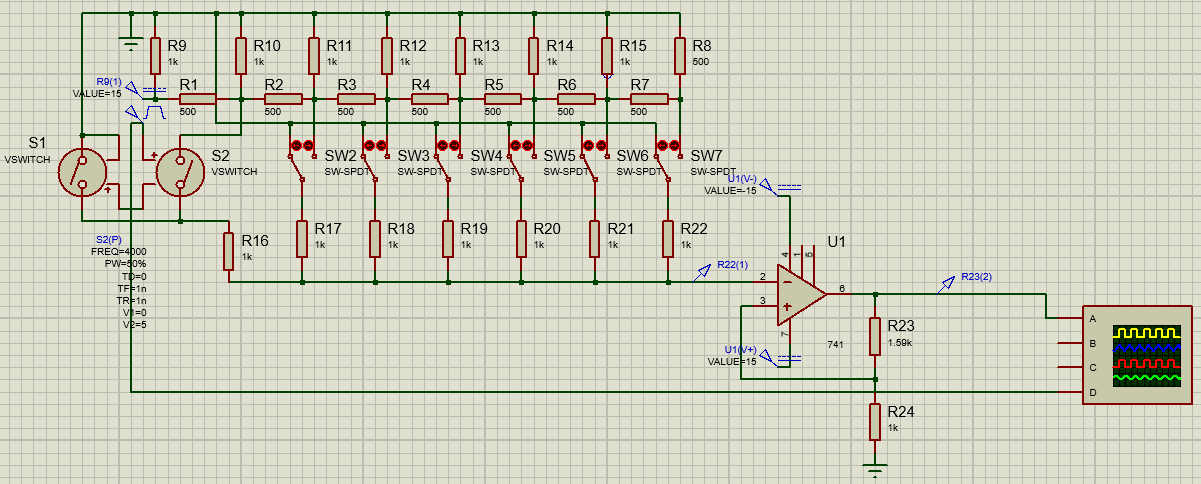 R9
1k
R10
1k
R11
1k
R12
1k
R13
1k
R14
1k
R15
1k
R8
500
R9(1)
VALUE=15
R1
500
R2
500
R3
500
R4
500
R5
500
R6
500
R7
500
S1
VSWITCH
S2
VSWITCH
SW2
SW-SPDT
SW3
SW-SPDT
SW4
SW-SPDT
SW5
SW-SPDT
SW6
SW-SPDT
SW7
SW-SPDT
U1(V-)
VALUE=-15
S2(P)
FREQ=4000
PW=50%
TD=0
TF=1n
TR=1n
V1=0
V2=5
R16
1k
R17
1k
R18
1k
R19
1k
R20
1k
R21
1k
R22
1k
R22(1)
U1
4
1
5
2
3
6
7
741
U1(V+)
VALUE=15
R23(2)
R23
1.59k
R24
1k
A
B
C
D